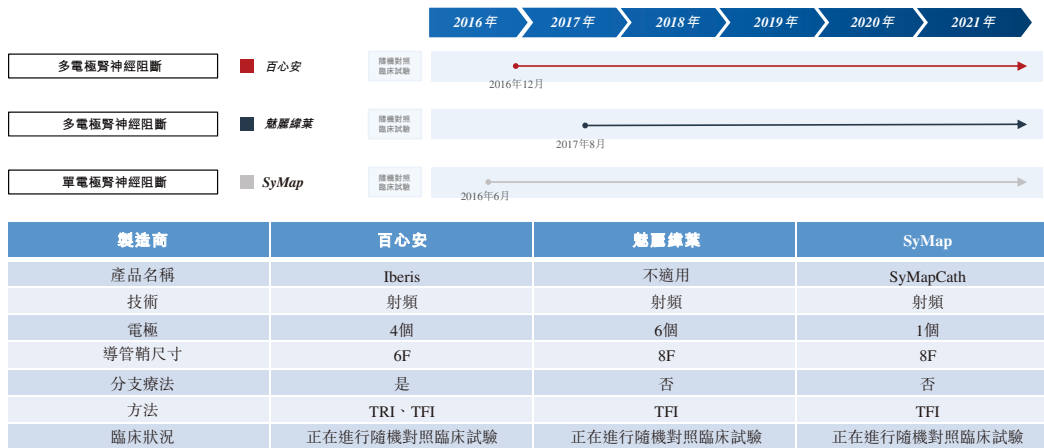 2016年 2017年 2018年 2019年 2020年 2021年
多電極腎神經阻斷 百心安 隨機對照
臨床試驗
2016年12月
多電極腎神經阻斷 魅麗緯葉 隨機對照
臨床試驗
2017年8月
單電極腎神經阻斷 SyMap 隨機對照
臨床試驗
2016年6月
製造商 百心安 魅麗緯葉 SyMap
產品名稱 Iberis 不適用 SyMapCath
技術 射頻 射頻 射頻
電極 4個 6個 1個
導管鞘尺寸 6F 8F 8F
分支療法 是 否 否
方法 TRI、TFI TFI TFI
臨床狀況 正在進行隨機對照臨床試驗 正在進行隨機對照臨床試驗 正在進行隨機對照臨床試驗